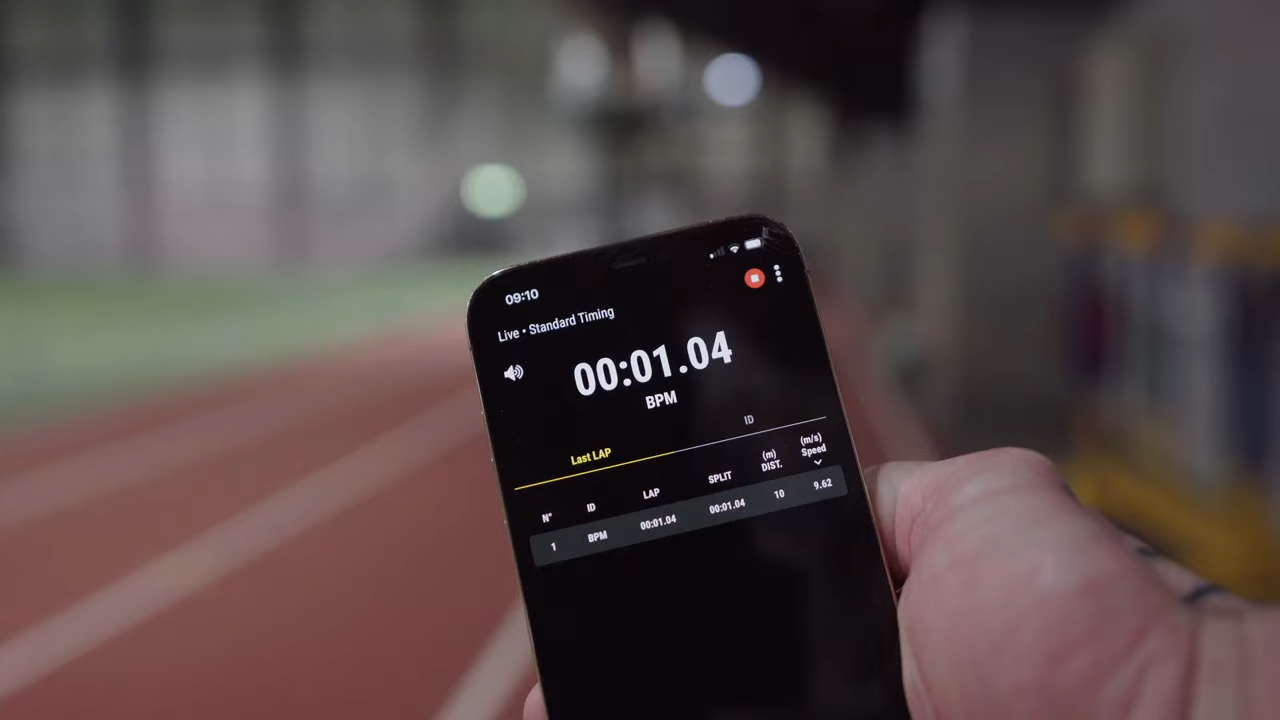 09:10
Live • Standard Timing
00:01.04
BPM
Last LAP ID
N° ID LAP SPLIT (m) DIST. (m/s) Speed
1 BPM 00:01.04 00:01.04 10 9.62